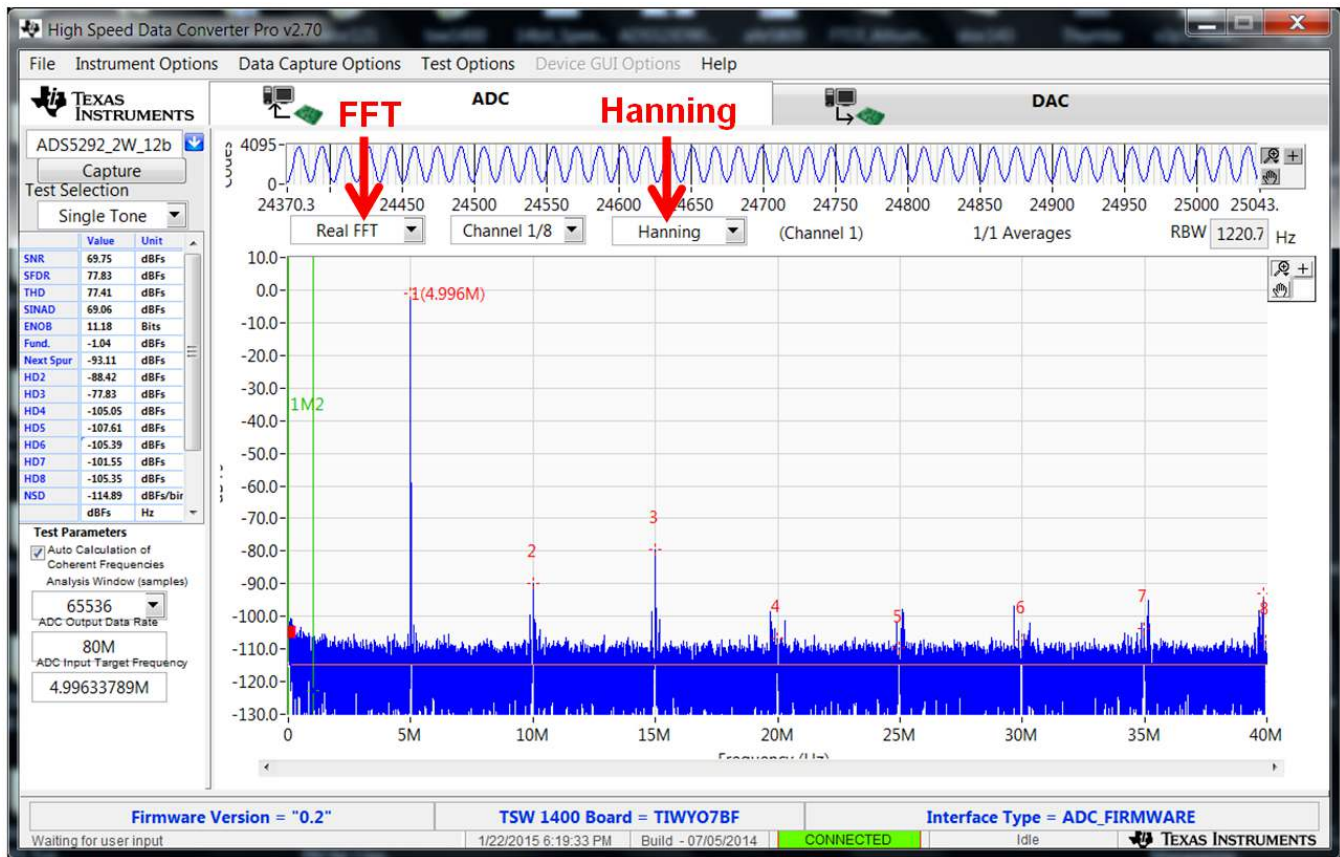 High Speed Data Converter Pro v2.70
File Instrument Options Data Capture Options Test Options Device GUI Options Help
TEXAS INSTRUMENTS
ADC
DAC
FFT
Hanning
ADS5292_2W_12b
Capture
Test Selection
Single Tone
Value Unit
SNR 69.75 dBFs
SFDR 77.83 dBFs
THD 77.41 dBFs
SINAD 69.06 dBFs
ENOB 11.18 Bits
Fund. -1.04 dBFs
Next Spur -93.11 dBFs
HD2 -88.42 dBFs
HD3 -77.83 dBFs
HD4 -105.05 dBFs
HD5 -107.61 dBFs
HD6 -105.39 dBFs
HD7 -101.55 dBFs
HD8 -105.35 dBFs
NSD -114.89 dBFs/bin
dBFs Hz
Test Parameters
Auto Calculation of
Coherent Frequencies
Analysis Window (samples)
65536
ADC Output Data Rate
80M
ADC Input Target Frequency
4.99633789M
Codes
4095
0
24370.3 24450 24500 24550 24600 24650 24700 24750 24800 24850 24900 24950 25000 25043.
Real FFT Channel 1/8 Hanning (Channel 1) 1/1 Averages RBW 1220.7 Hz
10.0
0.0
-10.0
-20.0
-30.0
-40.0
-50.0
-60.0
-70.0
-80.0
-90.0
-100.0
-110.0
-120.0
-130.0
1(4.996M)
1M2
2
3
4
5
6
7
8
0 5M 10M 15M 20M 25M 30M 35M 40M
Frequency (Hz)
Firmware Version = "0.2"
TSW 1400 Board = TIWYO7BF
Interface Type = ADC_FIRMWARE
Waiting for user input
1/22/2015 6:19:33 PM
Build - 07/05/2014
CONNECTED
Idle
TEXAS INSTRUMENTS